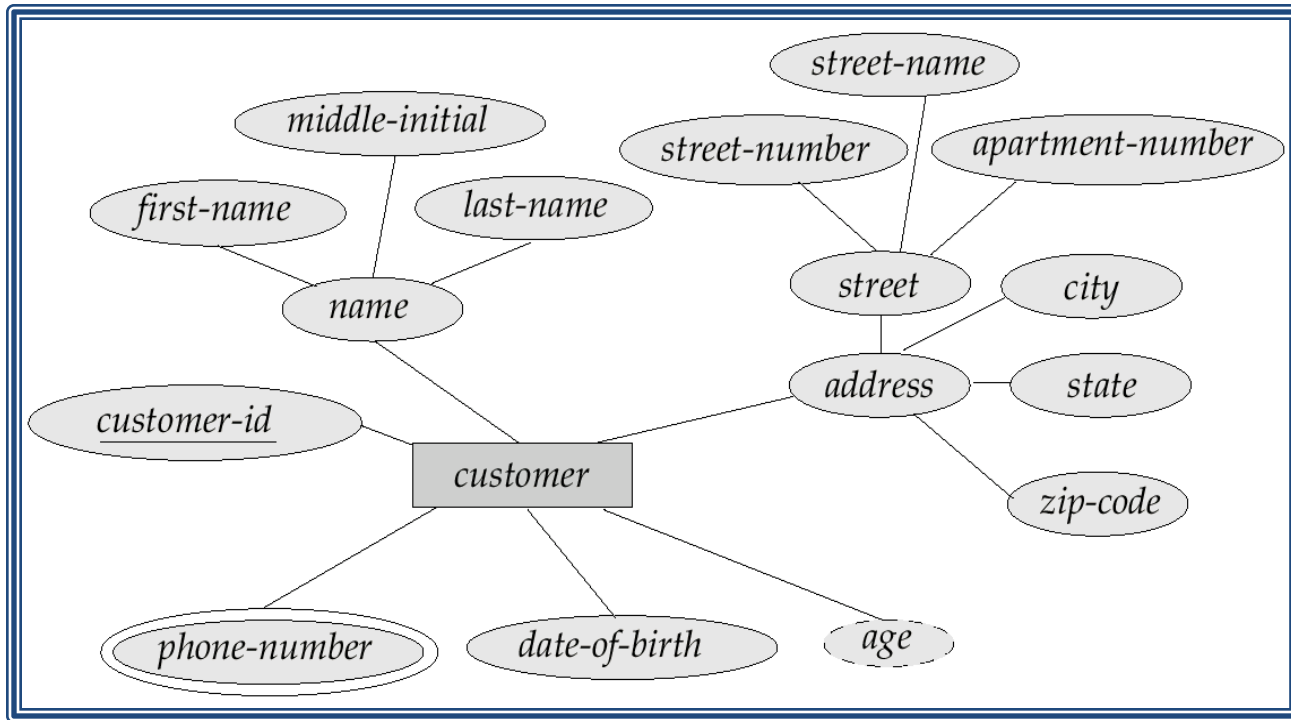 street-name
middle-initial
street-number
apartment-number
first-name
last-name
street
city
name
address
state
customer-id
customer
zip-code
phone-number
date-of-birth
age